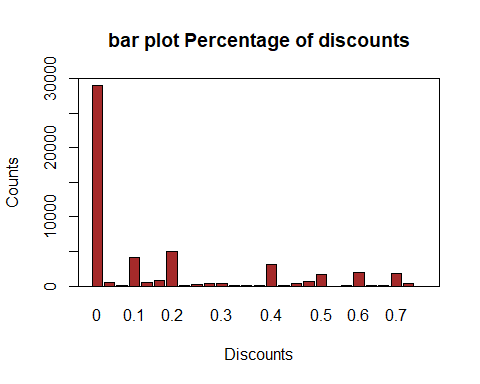 bar plot Percentage of discounts
Counts
30000
20000
10000
0
0 0.1 0.2 0.3 0.4 0.5 0.6 0.7
Discounts